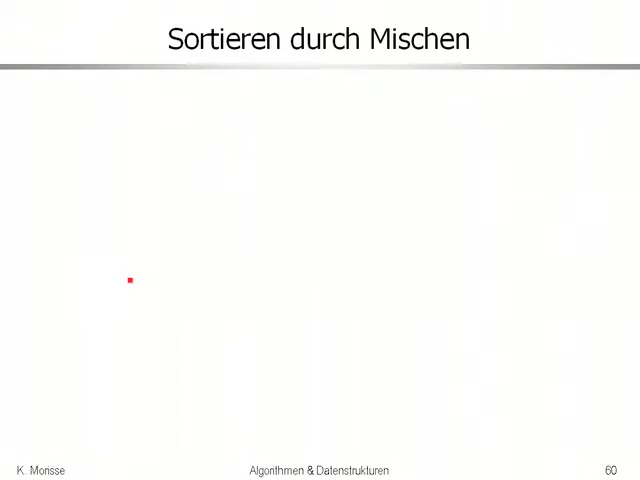 Sortieren durch Mischen
K. Morisse
Algorithmen & Datenstrukturen
60